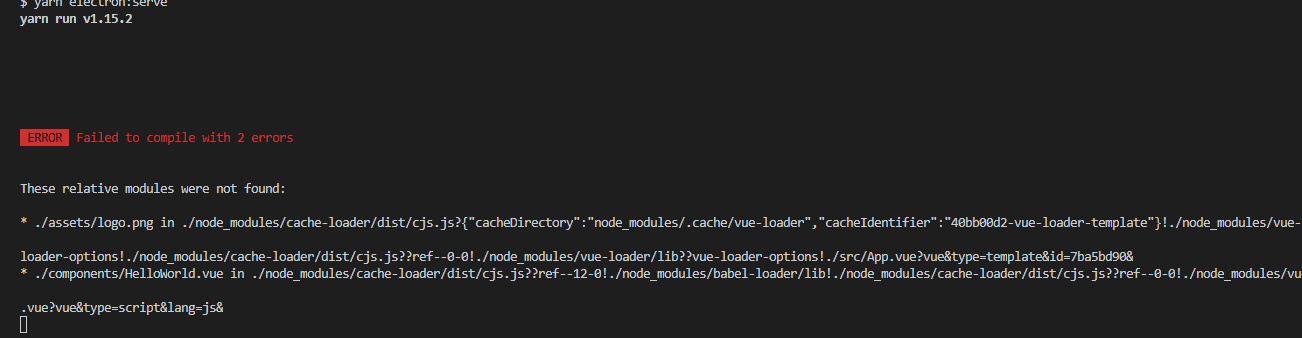 $ yarn electron:serve
yarn run v1.15.2
ERROR Failed to compile with 2 errors
These relative modules were not found:
* ./assets/logo.png in ./node_modules/cache-loader/dist/cjs.js?{"cacheDirectory":"node_modules/.cache/vue-loader","cacheIdentifier":"40bb00d2-vue-loader-template"}!./node_modules/vue-
loader-options!./node_modules/cache-loader/dist/cjs.js??ref--0-0!./node_modules/vue-loader/lib??vue-loader-options!./src/App.vue?vue&type=template&id=7ba5bd90&
* ./components/HelloWorld.vue in ./node_modules/cache-loader/dist/cjs.js??ref--12-0!./node_modules/babel-loader/lib!./node_modules/cache-loader/dist/cjs.js??ref--0-0!./node_modules/vu
.vue?vue&type=script&lang=js&